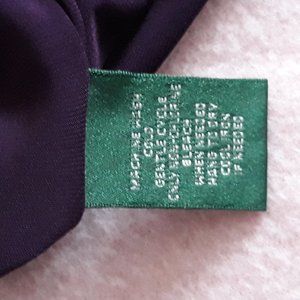 MACHINE WASH
COLD
GENTLE CYCLE
ONLY NON-CHLORINE
BLEACH
WHEN NEEDED
HANG TO DRY
COOL IRON
IF NEEDED